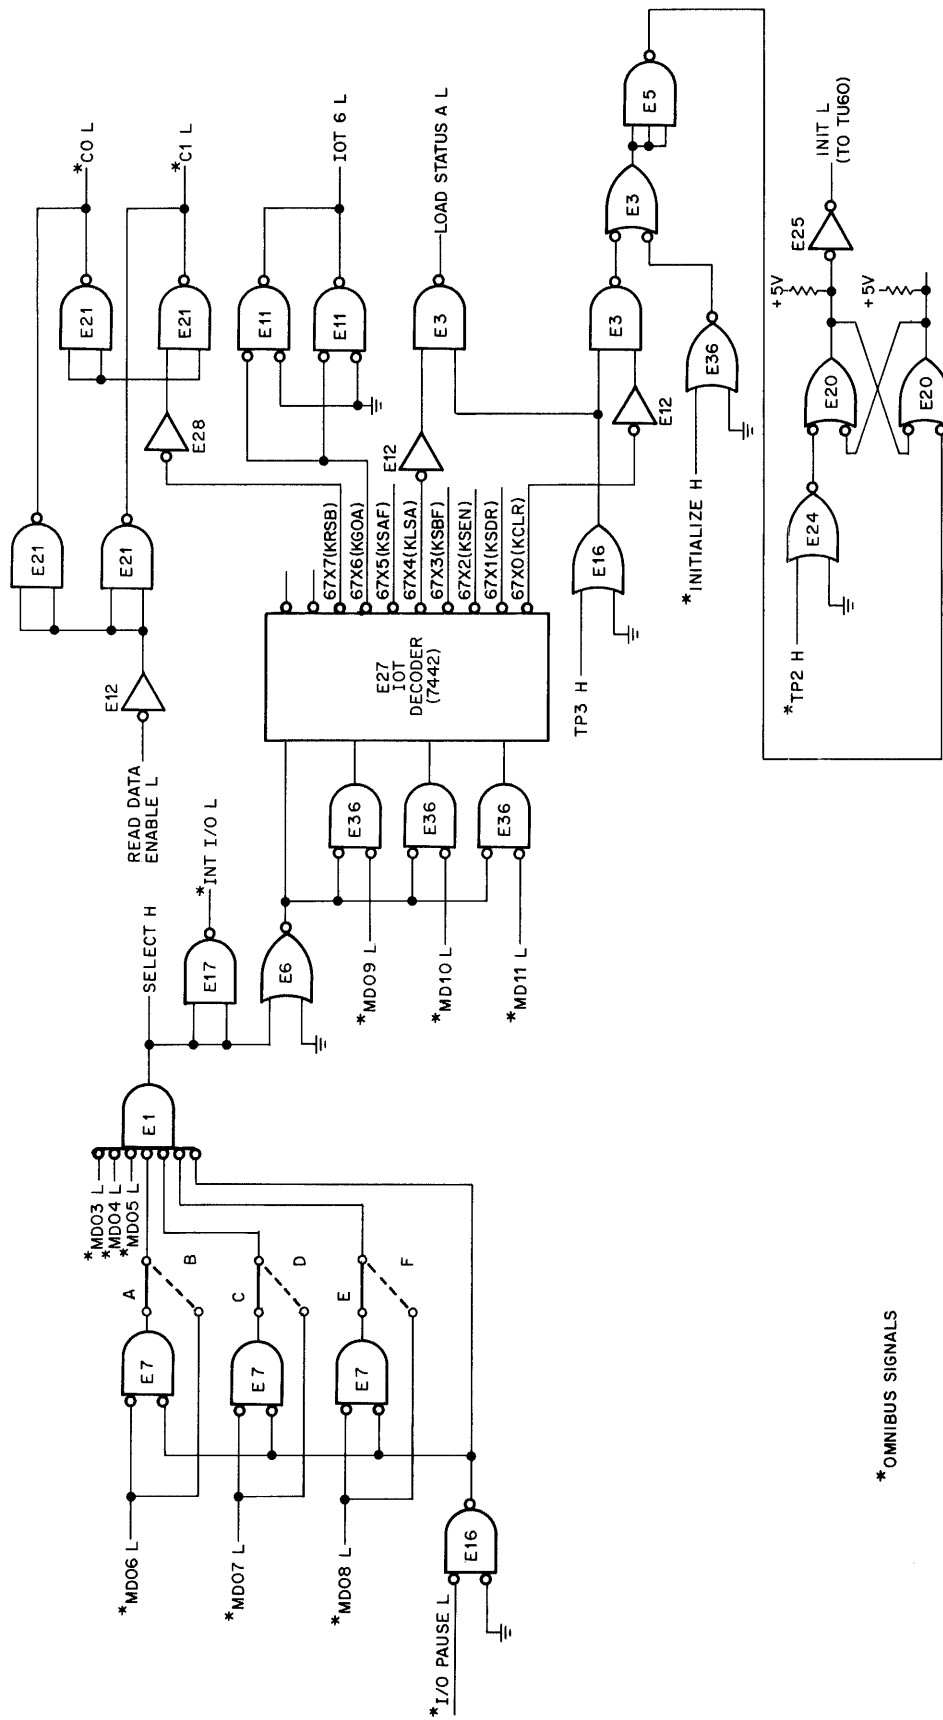 *MD06 L
*MD07 L
*MD08 L
*I/O PAUSE L
E16
E7
E7
E7
A
B
C
D
E
F
*MD03 L
*MD04 L
*MD05 L
E1
SELECT H
E17
*INT I/O L
E6
*MD09 L
*MD10 L
*MD11 L
E36
E36
E36
READ DATA
ENABLE L
E12
E21
E21
E27
IOT
DECODER
(7442)
67X7(KRSB)
67X6(KGOA)
67X5(KSAF)
67X4(KLSA)
67X3(KSBF)
67X2(KSEN)
67X1(KSDR)
67X0(KCLR)
E28
E21
E21
*C0 L
*C1 L
E11
E11
IOT 6 L
E12
E3
LOAD STATUS A L
TP3 H
E16
E12
E3
*INITIALIZE H
E36
E3
E5
*TP2 H
E24
E20
E20
+5V
+5V
E25
INIT L
(TO TU60)
*OMNIBUS SIGNALS